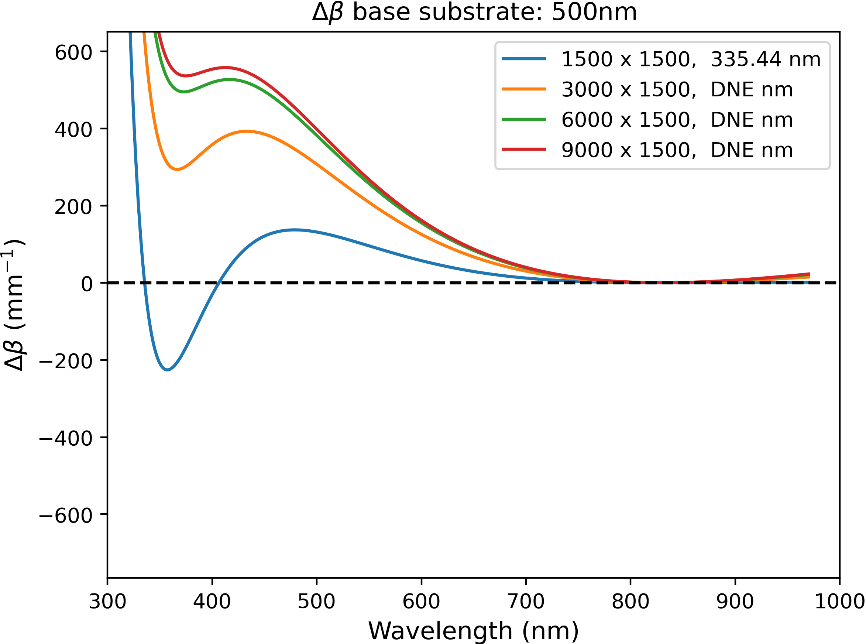 Δβ base substrate: 500nm
600
400
200
0
−200
−400
−600
Δβ (mm⁻¹)
1500 x 1500, 335.44 nm
3000 x 1500, DNE nm
6000 x 1500, DNE nm
9000 x 1500, DNE nm
300 400 500 600 700 800 900 1000
Wavelength (nm)